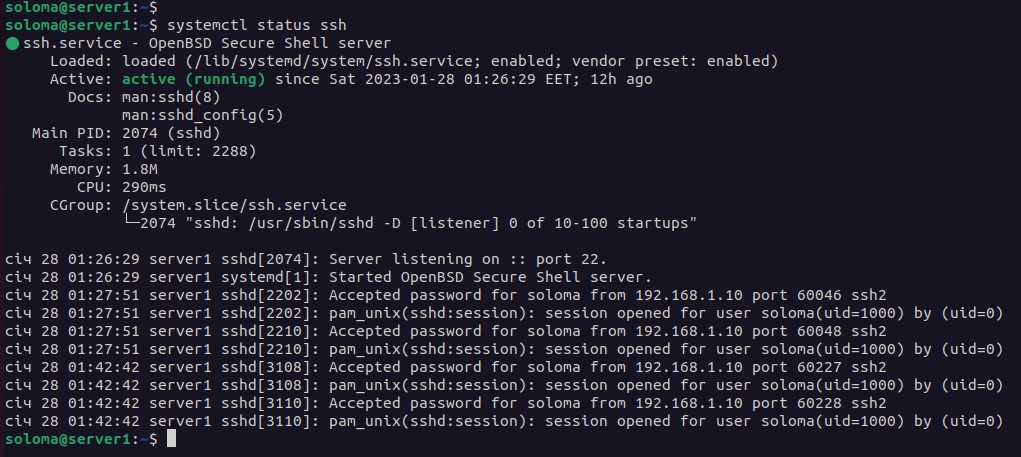 soloma@server1:~$
soloma@server1:~$ systemctl status ssh
● ssh.service - OpenBSD Secure Shell server
     Loaded: loaded (/lib/systemd/system/ssh.service; enabled; vendor preset: enabled)
     Active: active (running) since Sat 2023-01-28 01:26:29 EET; 12h ago
       Docs: man:sshd(8)
             man:sshd_config(5)
   Main PID: 2074 (sshd)
      Tasks: 1 (limit: 2288)
     Memory: 1.8M
        CPU: 290ms
     CGroup: /system.slice/ssh.service
             └─2074 "sshd: /usr/sbin/sshd -D [listener] 0 of 10-100 startups"

січ 28 01:26:29 server1 sshd[2074]: Server listening on :: port 22.
січ 28 01:26:29 server1 systemd[1]: Started OpenBSD Secure Shell server.
січ 28 01:27:51 server1 sshd[2202]: Accepted password for soloma from 192.168.1.10 port 60046 ssh2
січ 28 01:27:51 server1 sshd[2202]: pam_unix(sshd:session): session opened for user soloma(uid=1000) by (uid=0)
січ 28 01:27:51 server1 sshd[2210]: Accepted password for soloma from 192.168.1.10 port 60048 ssh2
січ 28 01:27:51 server1 sshd[2210]: pam_unix(sshd:session): session opened for user soloma(uid=1000) by (uid=0)
січ 28 01:42:42 server1 sshd[3108]: Accepted password for soloma from 192.168.1.10 port 60227 ssh2
січ 28 01:42:42 server1 sshd[3108]: pam_unix(sshd:session): session opened for user soloma(uid=1000) by (uid=0)
січ 28 01:42:42 server1 sshd[3110]: Accepted password for soloma from 192.168.1.10 port 60228 ssh2
січ 28 01:42:42 server1 sshd[3110]: pam_unix(sshd:session): session opened for user soloma(uid=1000) by (uid=0)
soloma@server1:~$